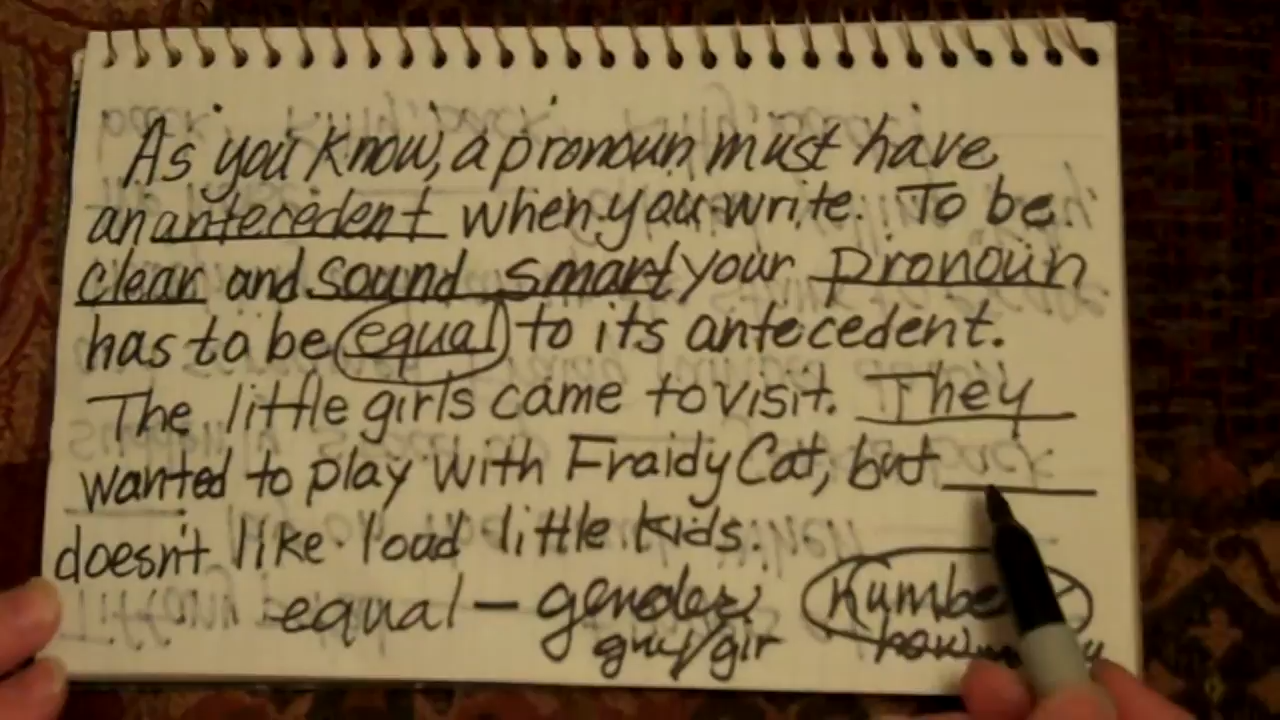 As you know, a pronoun must have
an antecedent when you write. To be
clear and sound smart your pronoun
has to be equal to its antecedent.
The little girls came to visit. They
wanted to play with Fraidy Cat, but
doesn't like loud little kids.
equal - gender Number
guy/girl